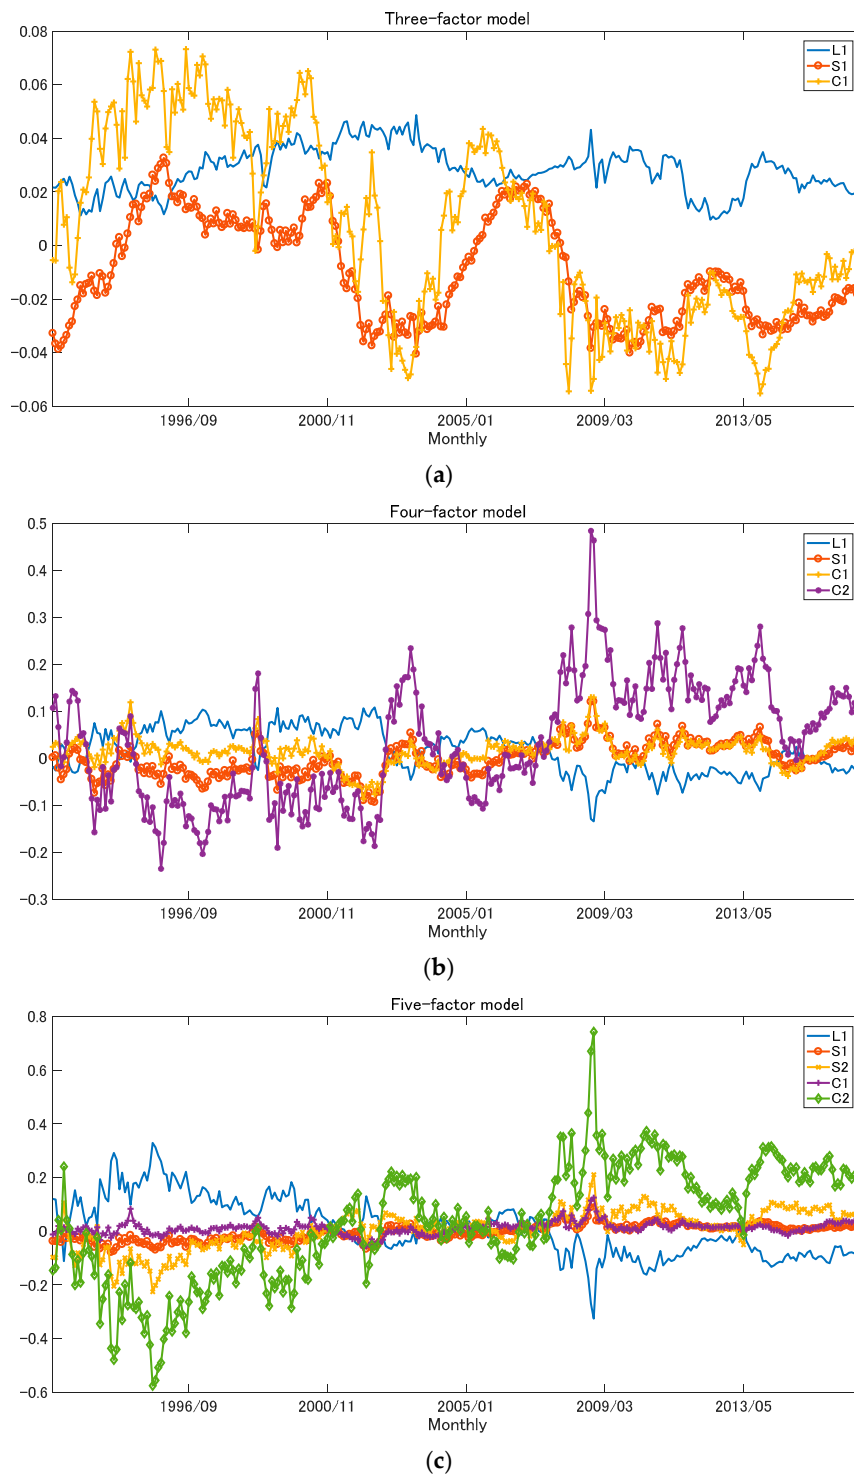 Three-factor model
0.08
0.06
0.04
0.02
0
−0.02
−0.04
−0.06
L1
S1
C1
1996/09
2000/11
2005/01
2009/03
2013/05
Monthly
(a)
Four-factor model
0.5
0.4
0.3
0.2
0.1
0
−0.1
−0.2
−0.3
L1
S1
C1
C2
1996/09
2000/11
2005/01
2009/03
2013/05
Monthly
(b)
Five-factor model
0.8
0.6
0.4
0.2
0
−0.2
−0.4
−0.6
L1
S1
S2
C1
C2
1996/09
2000/11
2005/01
2009/03
2013/05
Monthly
(c)